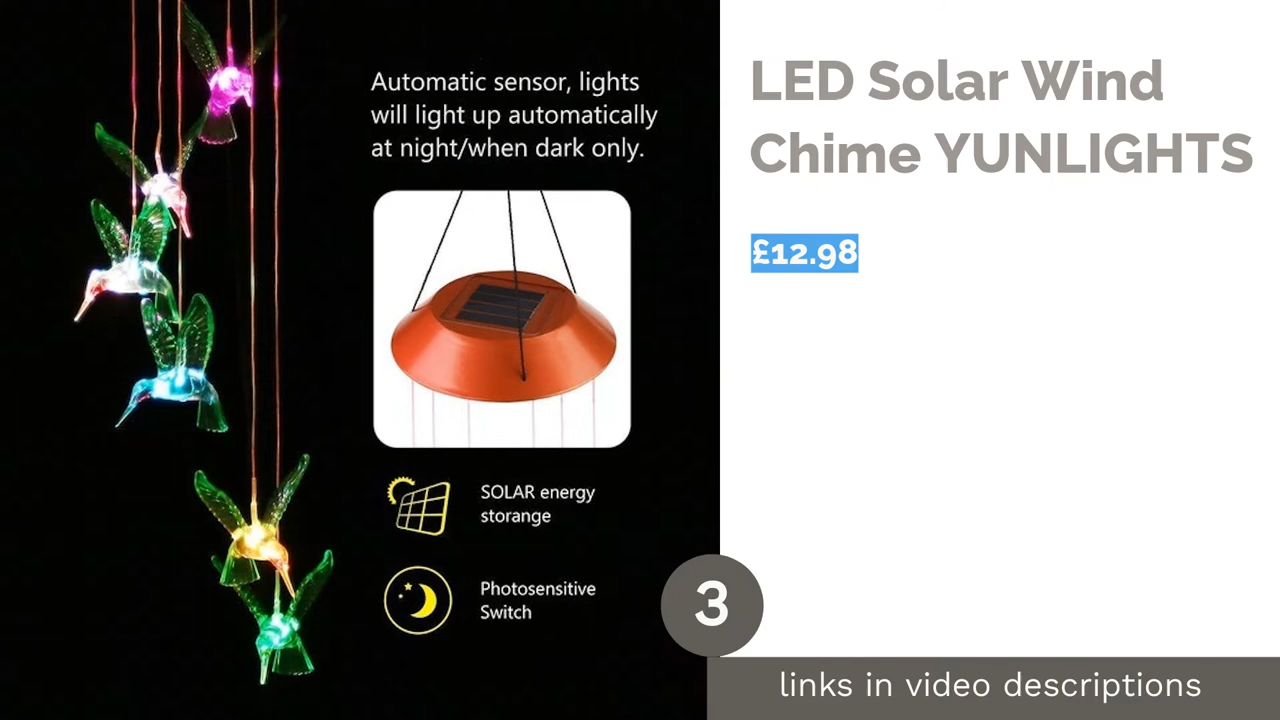 Automatic sensor, lights
will light up automatically
at night/when dark only.
SOLAR energy
storange
Photosensitive
Switch
LED Solar Wind
Chime YUNLIGHTS
£12.98
3
links in video descriptions